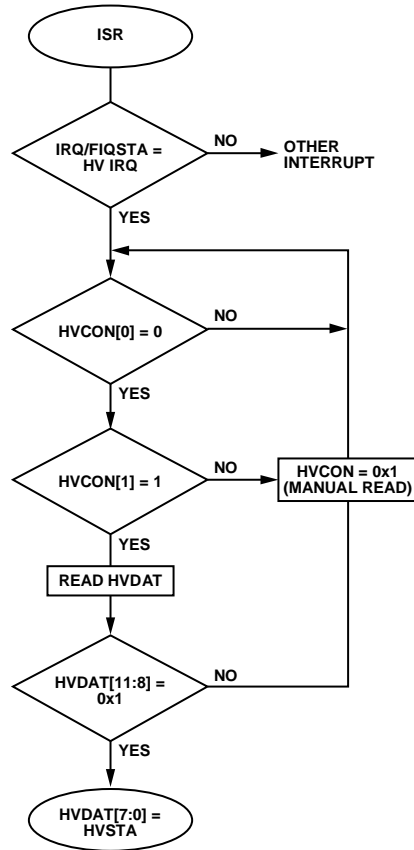 ISR
IRQ/FIQSTA =
HV IRQ
NO
OTHER
INTERRUPT
YES
HVCON[0] = 0
NO
YES
HVCON[1] = 1
NO
HVCON = 0x1
(MANUAL READ)
YES
READ HVDAT
HVDAT[11:8] =
0x1
NO
YES
HVDAT[7:0] =
HVSTA